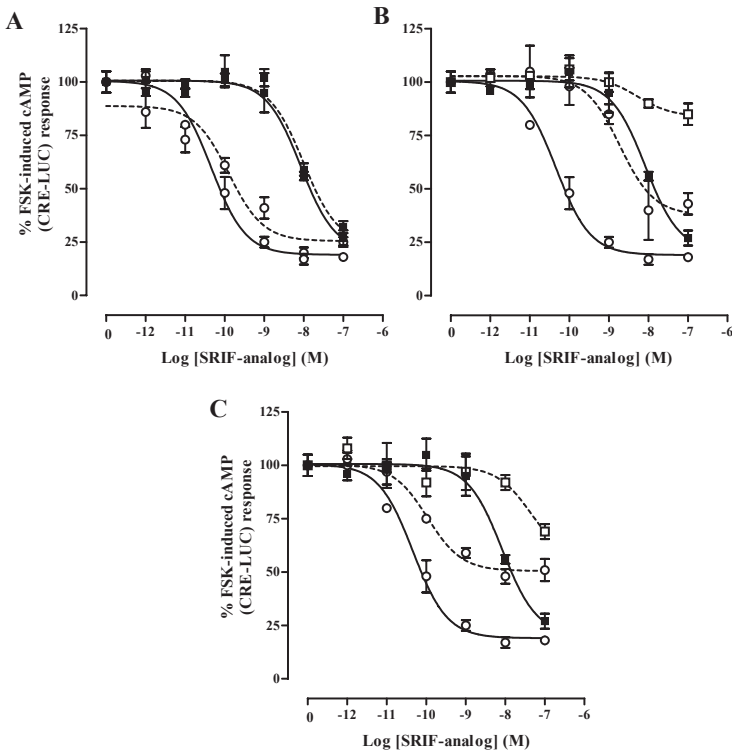 A
125
100
75
50
25
0
% FSK-induced cAMP
(CRE-LUC) response
0 -12 -11 -10 -9 -8 -7 -6
Log [SRIF-analog] (M)
B
125
100
75
50
25
0
0 -12 -11 -10 -9 -8 -7 -6
Log [SRIF-analog] (M)
C
125
100
75
50
25
0
% FSK-induced cAMP
(CRE-LUC) response
0 -12 -11 -10 -9 -8 -7 -6
Log [SRIF-analog] (M)